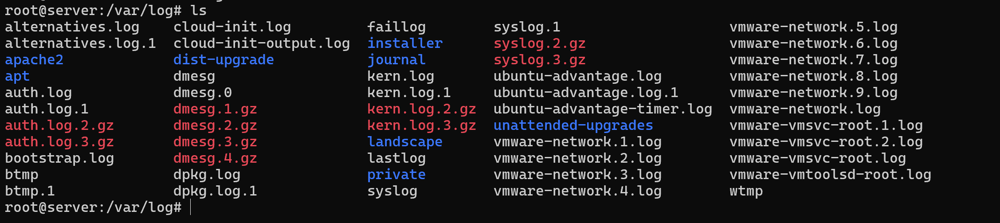 root@server:/var/log# ls
alternatives.log    cloud-init.log         faillog        syslog.1                   vmware-network.5.log
alternatives.log.1  cloud-init-output.log  installer      syslog.2.gz                vmware-network.6.log
apache2             dist-upgrade           journal        syslog.3.gz                vmware-network.7.log
apt                 dmesg                  kern.log       ubuntu-advantage.log       vmware-network.8.log
auth.log            dmesg.0                kern.log.1     ubuntu-advantage.log.1     vmware-network.9.log
auth.log.1          dmesg.1.gz             kern.log.2.gz  ubuntu-advantage-timer.log  vmware-network.log
auth.log.2.gz       dmesg.2.gz             kern.log.3.gz  unattended-upgrades        vmware-vmsvc-root.1.log
auth.log.3.gz       dmesg.3.gz             landscape      vmware-network.1.log       vmware-vmsvc-root.2.log
bootstrap.log       dmesg.4.gz             lastlog        vmware-network.2.log       vmware-vmsvc-root.log
btmp                dpkg.log               private        vmware-network.3.log       vmware-vmtoolsd-root.log
btmp.1              dpkg.log.1             syslog         vmware-network.4.log       wtmp
root@server:/var/log#